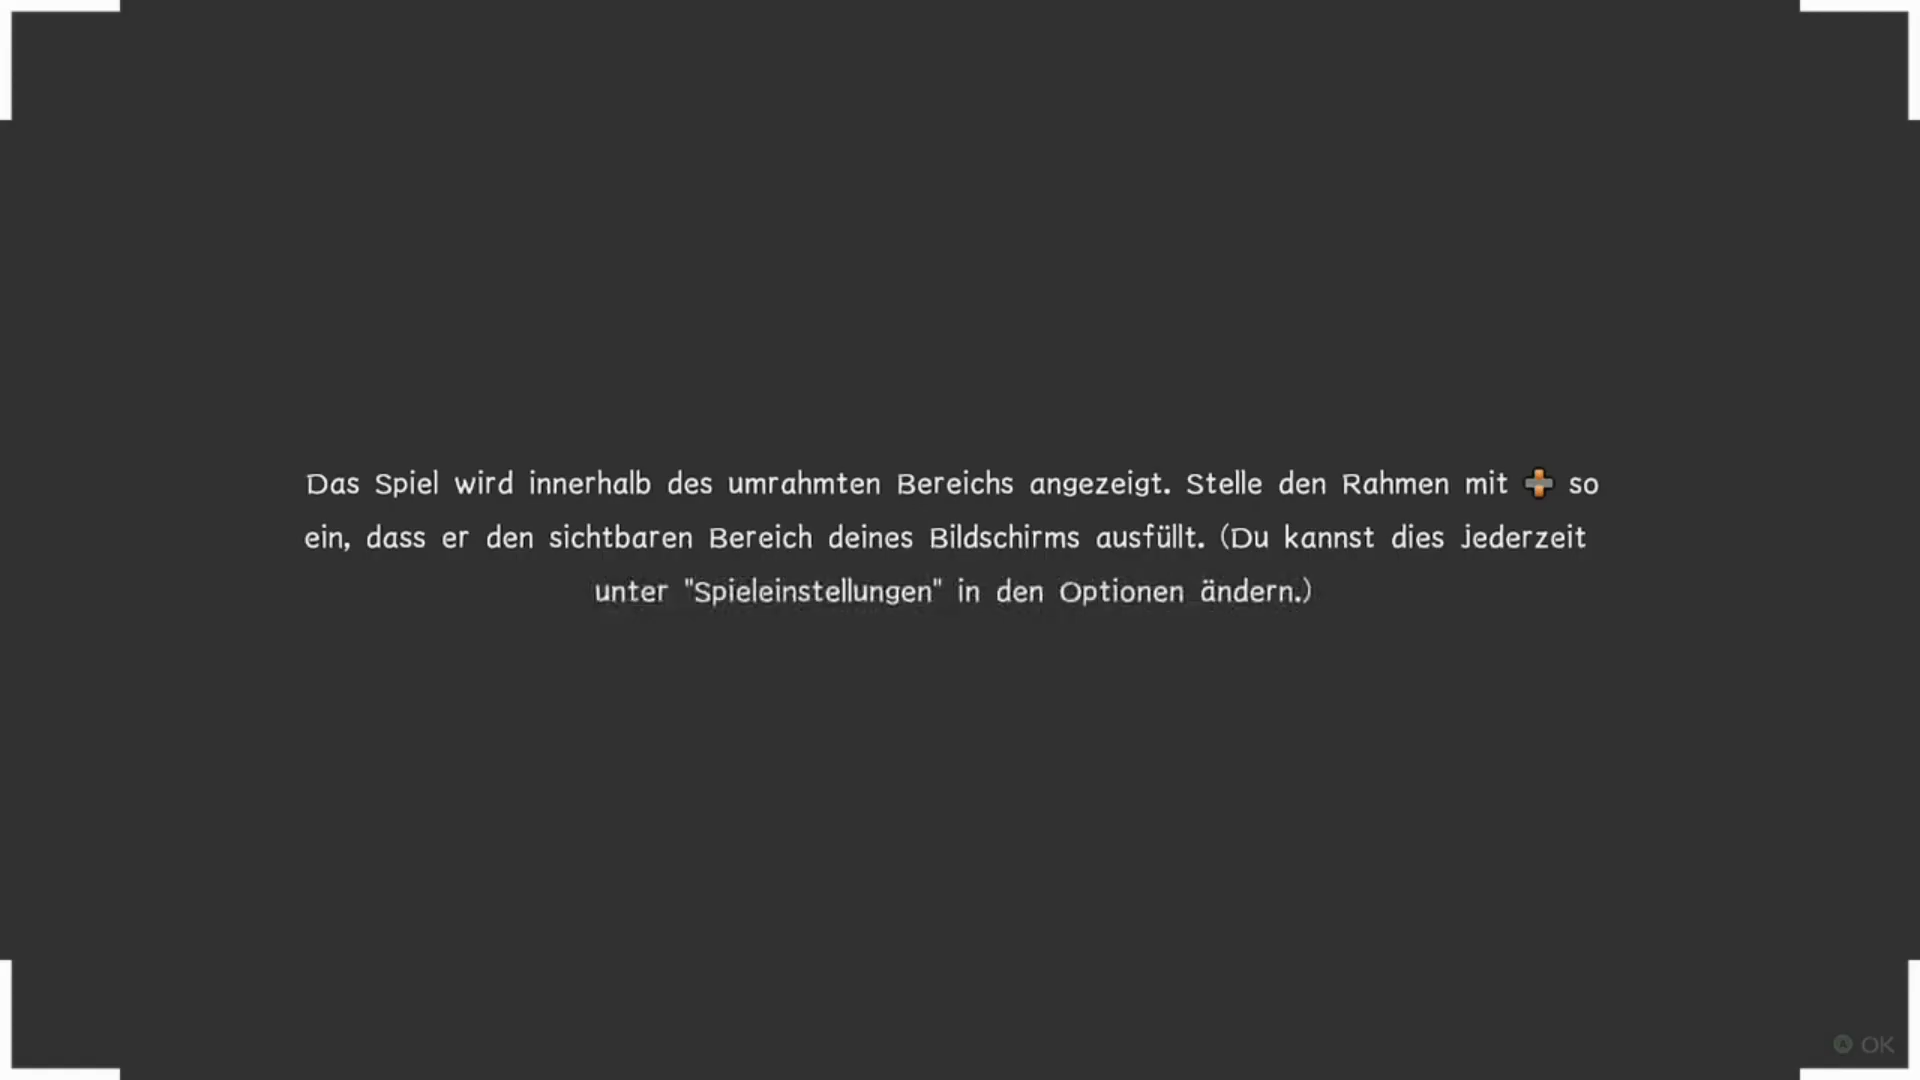 Das Spiel wird innerhalb des umrahmten Bereichs angezeigt. Stelle den Rahmen mit so
ein, dass er den sichtbaren Bereich deines Bildschirms ausfüllt. (Du kannst dies jederzeit
unter "Spieleinstellungen" in den Optionen ändern.)
A OK